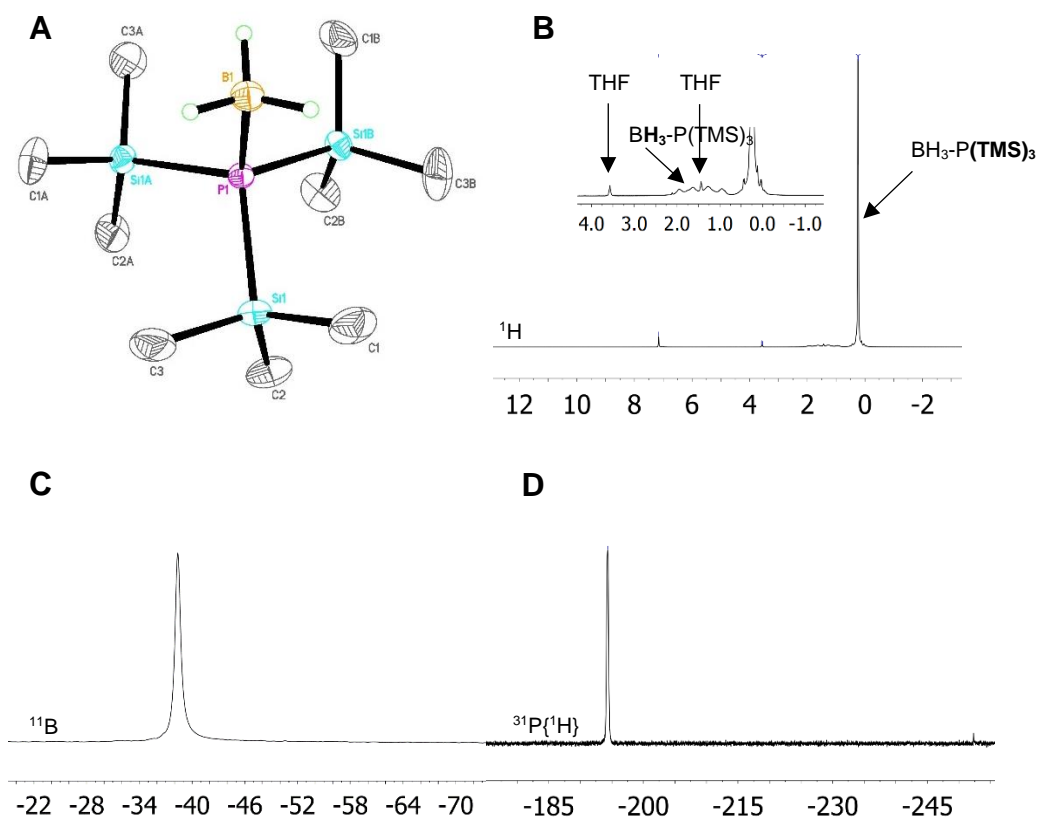 A
C3A
C1B
B1
Si1B
C1A
Si1A
P1
C3B
C2B
C2A
Si1
C3
C1
C2
B
THF THF
BH₃-P(TMS)₃
BH₃-P(TMS)₃
4.0 3.0 2.0 1.0 0.0 -1.0
¹H
12 10 8 6 4 2 0 -2
C
¹¹B
-22 -28 -34 -40 -46 -52 -58 -64 -70
D
³¹P{¹H}
-185 -200 -215 -230 -245